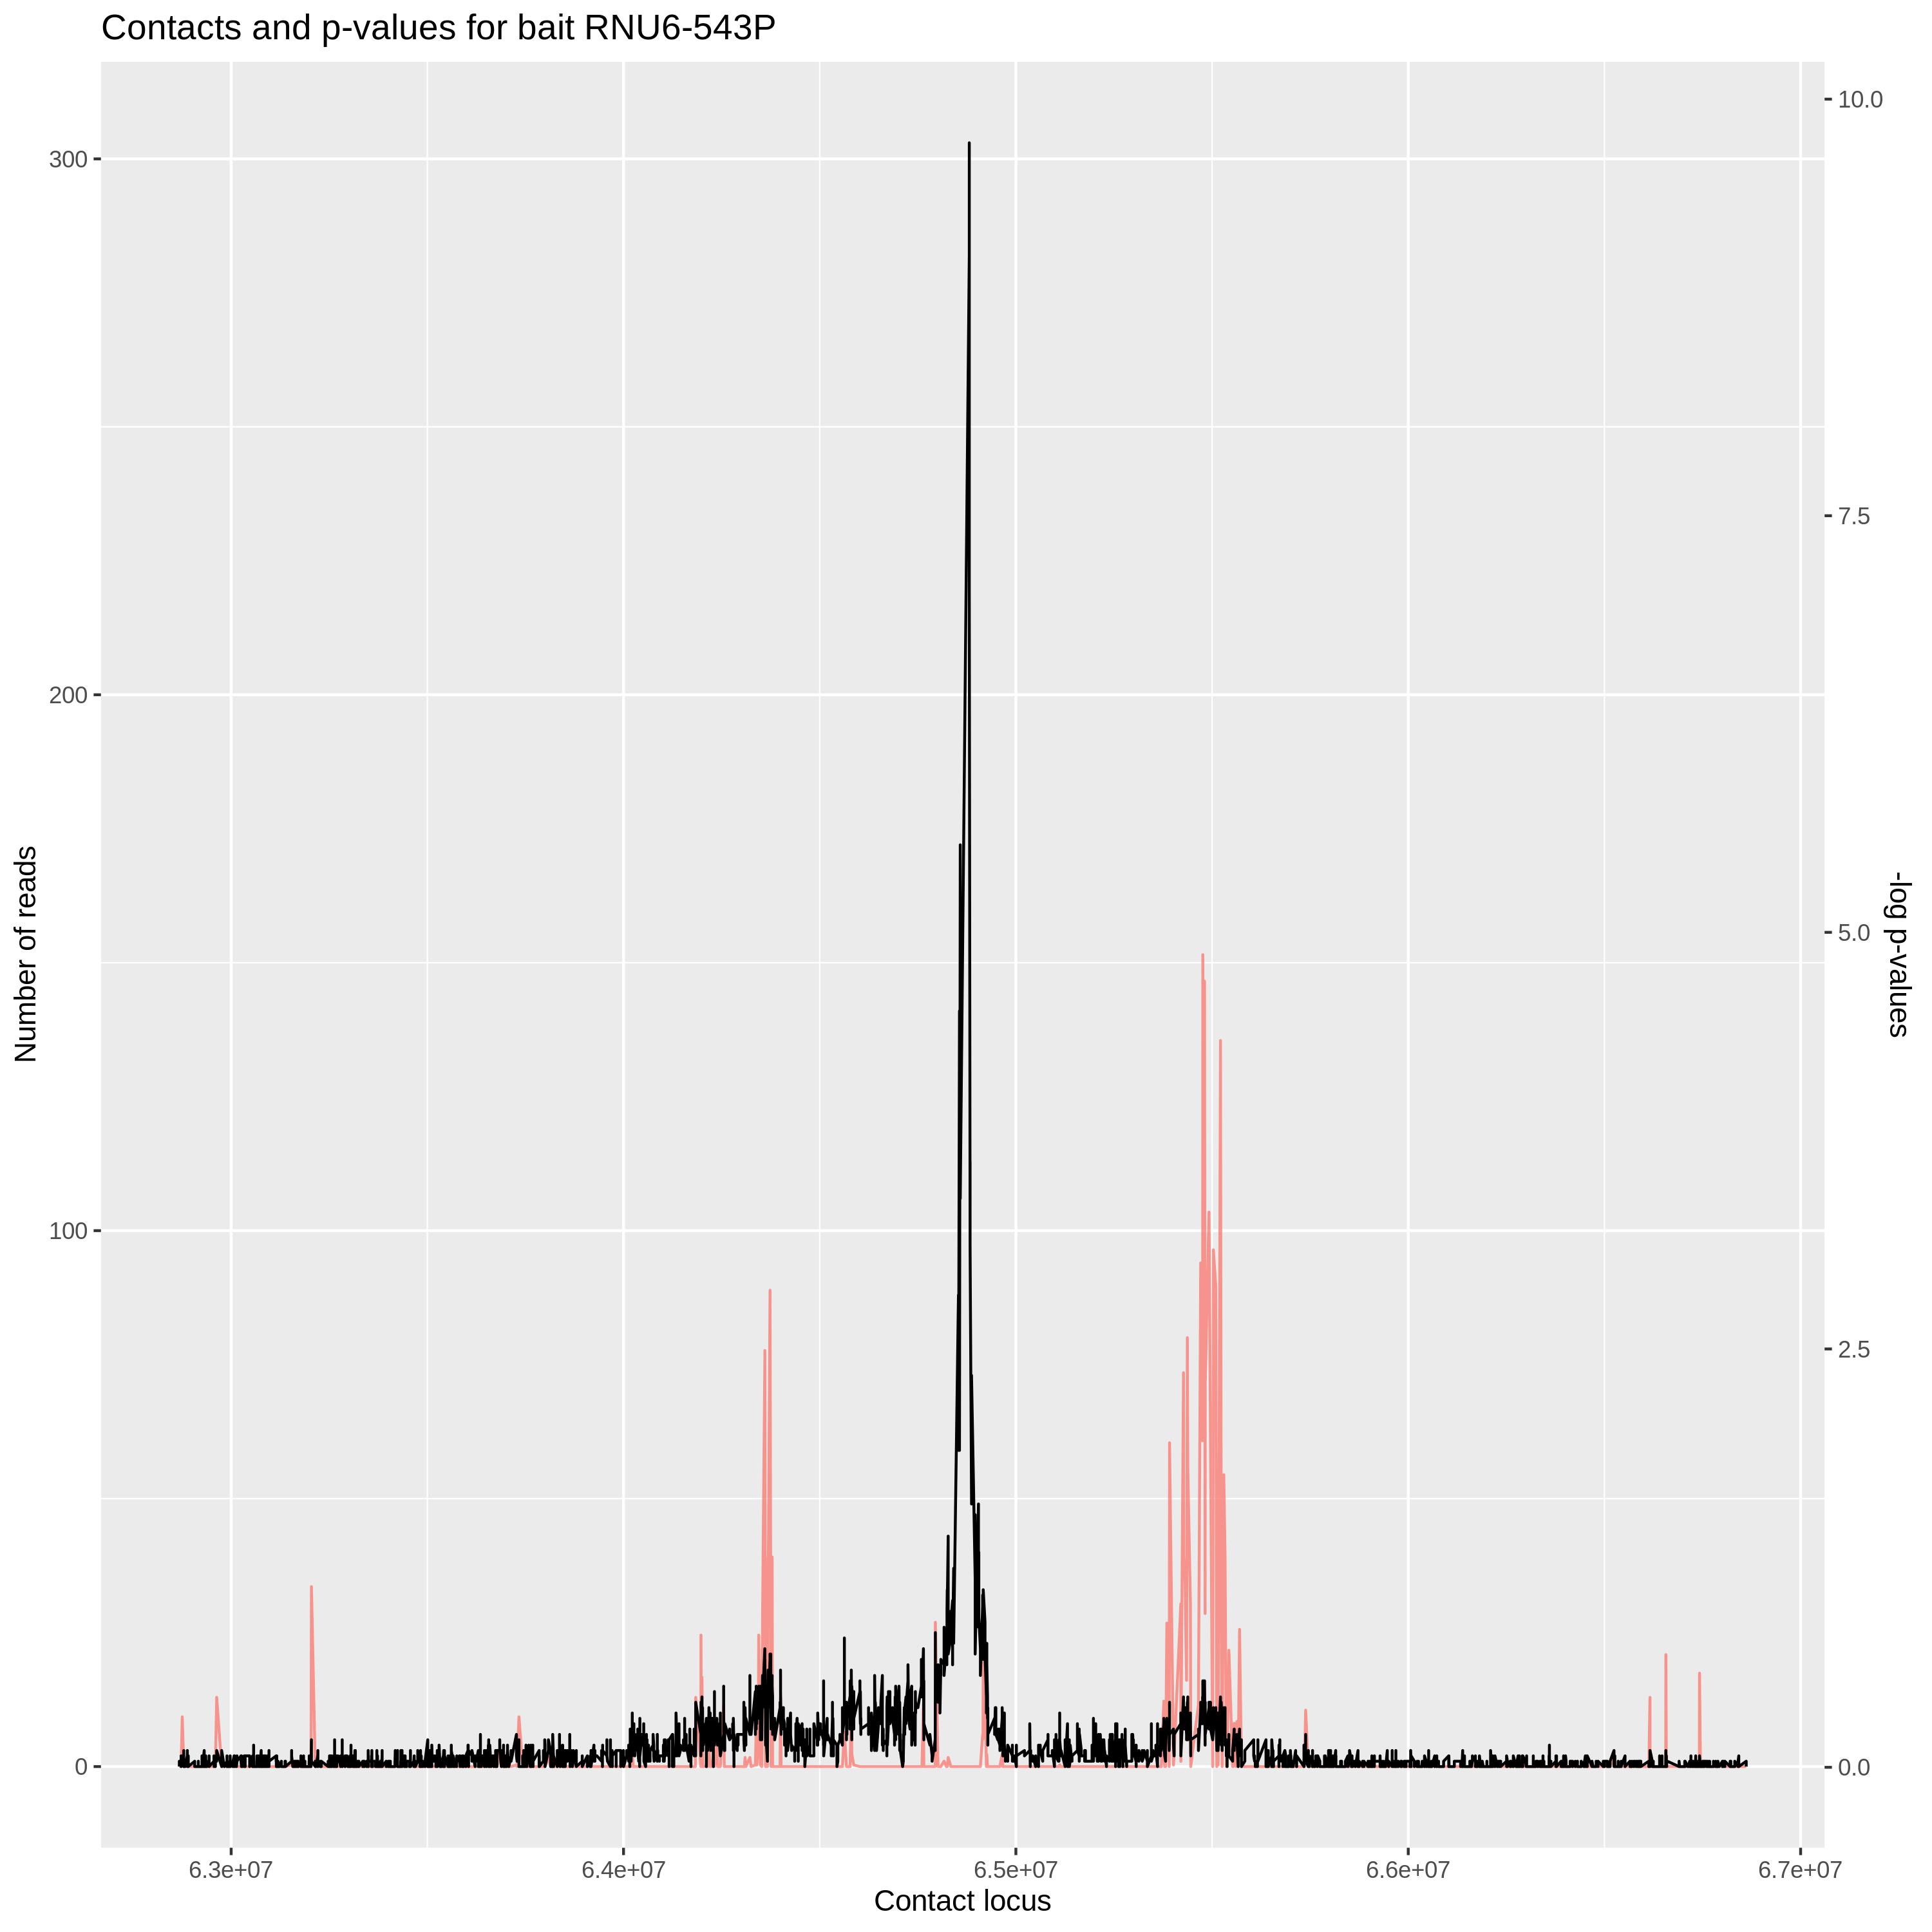 Contacts and p-values for bait RNU6-543P
300
200
100
0
Number of reads
10.0
7.5
5.0
2.5
0.0
-log p-values
6.3e+07
6.4e+07
6.5e+07
6.6e+07
6.7e+07
Contact locus